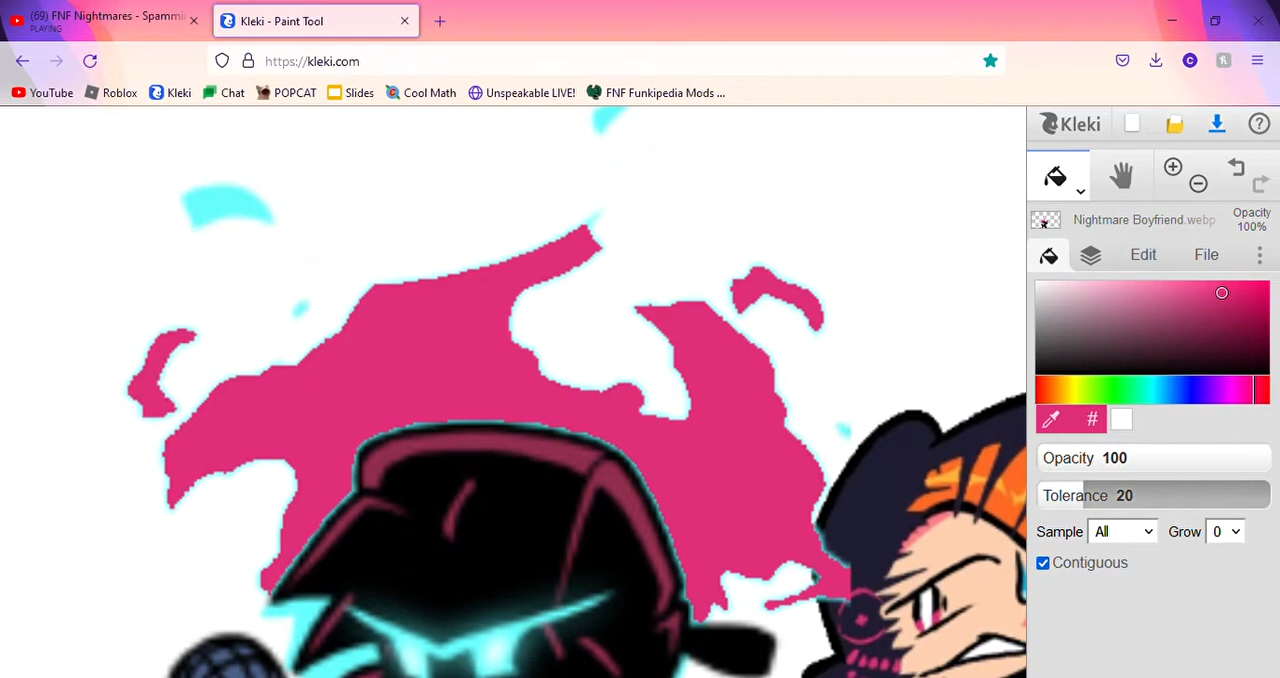 (69) FNF Nightmares - Spammi
PLAYING
Kleki - Paint Tool
https://kleki.com
YouTube Roblox Kleki Chat POPCAT Slides Cool Math Unspeakable LIVE! FNF Funkipedia Mods ...
Kleki
Nightmare Boyfriend.webp
Opacity
100%
Edit File
#
Opacity 100
Tolerance 20
Sample All Grow 0
Contiguous